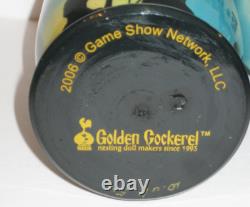 2006 © Game Show Network, LLC
Golden Cockerel™
nesting doll makers since 1993